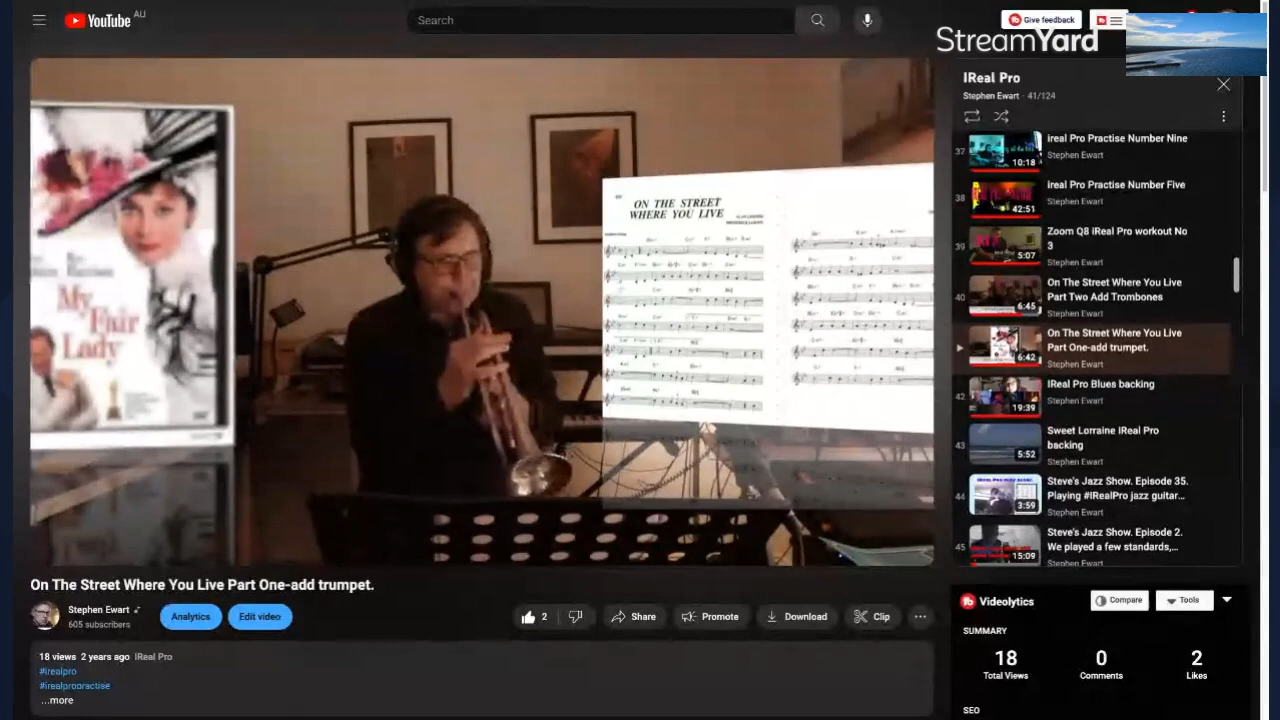 YouTube AU
Search
Give feedback
StreamYard
IReal Pro
Stephen Ewart · 41/124
My
Fair
Lady
ON THE STREET
WHERE YOU LIVE
37
10:18
ireal Pro Practise Number Nine
Stephen Ewart
38
42:51
ireal Pro Practise Number Five
Stephen Ewart
39
5:07
Zoom Q8 IReal Pro workout No
3
Stephen Ewart
40
6:45
On The Street Where You Live
Part Two Add Trombones
Stephen Ewart
6:42
On The Street Where You Live
Part One-add trumpet.
Stephen Ewart
42
19:39
IReal Pro Blues backing
Stephen Ewart
43
5:52
Sweet Lorraine IReal Pro
backing
Stephen Ewart
44
3:59
Steve's Jazz Show. Episode 35.
Playing #IRealPro jazz guitar...
Stephen Ewart
45
15:09
Steve's Jazz Show. Episode 2.
We played a few standards,...
Stephen Ewart
On The Street Where You Live Part One-add trumpet.
Stephen Ewart
605 subscribers
Analytics
Edit video
2
Share
Promote
Download
Clip
18 views 2 years ago IReal Pro
#irealpro
#irealpropractise
...more
Videolytics
Compare
Tools
SUMMARY
18
Total Views
0
Comments
2
Likes
SEO